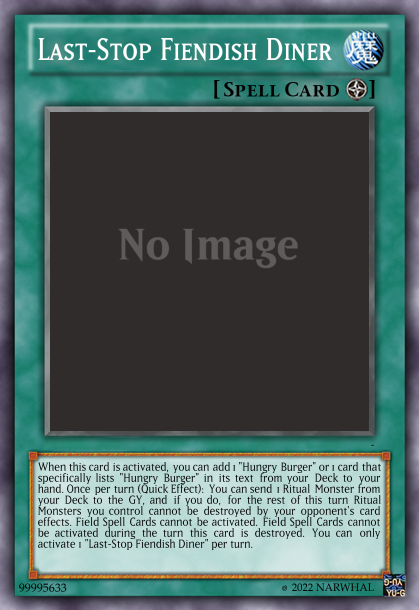 Last-Stop Fiendish Diner 魔
[Spell Card]
No Image
-
When this card is activated, you can add 1 "Hungry Burger" or 1 card that
specifically lists "Hungry Burger" in its text from your Deck to your
hand. Once per turn (Quick Effect): You can send 1 Ritual Monster from
your Deck to the GY, and if you do, for the rest of this turn Ritual
Monsters you control cannot be destroyed by your opponent's card
effects. Field Spell Cards cannot be activated. Field Spell Cards cannot
be activated during the turn this card is destroyed. You can only
activate 1 "Last-Stop Fiendish Diner" per turn.
99995633 © 2022 NARWHAL